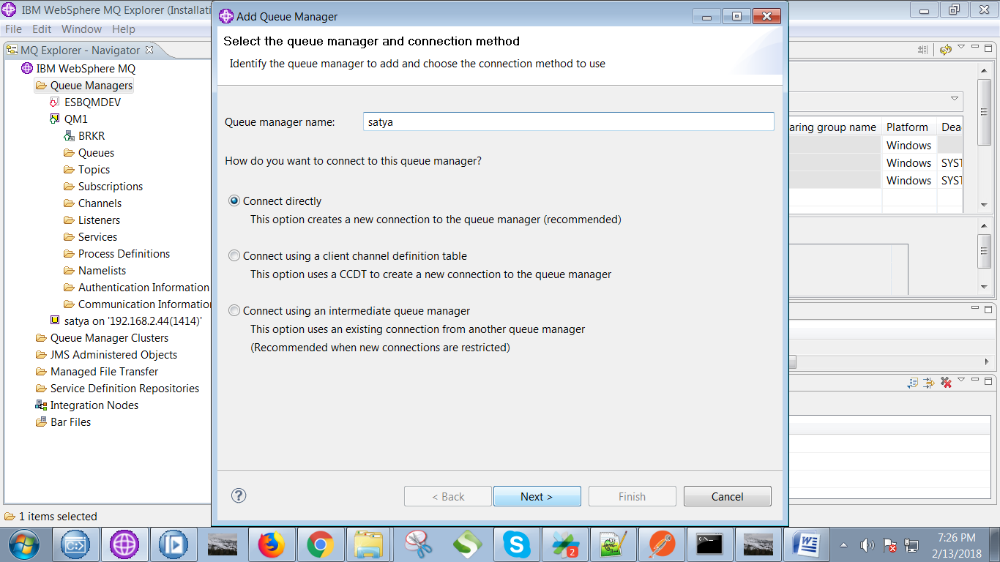 IBM WebSphere MQ Explorer (Installati
File Edit Window Help
MQ Explorer - Navigator
IBM WebSphere MQ
Queue Managers
ESBQMDEV
QM1
BRKR
Queues
Topics
Subscriptions
Channels
Listeners
Services
Process Definitions
Namelists
Authentication Information
Communication Informatio
satya on '192.168.2.44(1414)'
Queue Manager Clusters
JMS Administered Objects
Managed File Transfer
Service Definition Repositories
Integration Nodes
Bar Files
1 items selected
Add Queue Manager
Select the queue manager and connection method
Identify the queue manager to add and choose the connection method to use
Queue manager name: satya
How do you want to connect to this queue manager?
Connect directly
This option creates a new connection to the queue manager (recommended)
Connect using a client channel definition table
This option uses a CCDT to create a new connection to the queue manager
Connect using an intermediate queue manager
This option uses an existing connection from another queue manager
(Recommended when new connections are restricted)
? < Back Next > Finish Cancel
aring group name Platform Dea
Windows
Windows SYST
Windows SYST
2
7:26 PM
2/13/2018